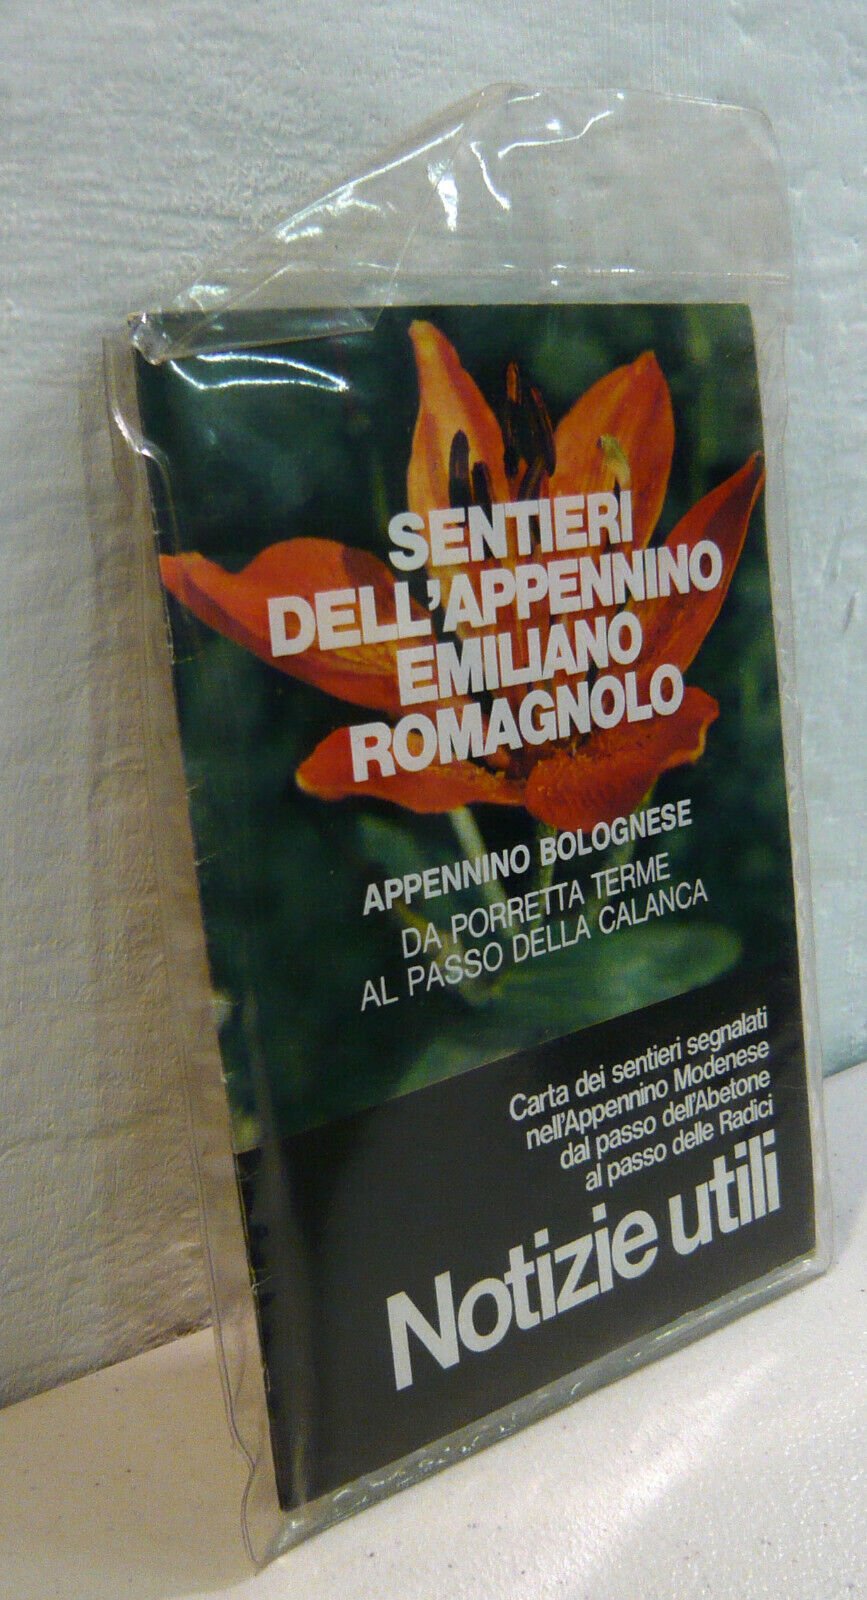 SENTIERI
DELL'APPENNINO
EMILIANO
ROMAGNOLO
APPENNINO BOLOGNESE
DA PORRETTA TERME
AL PASSO DELLA CALANCA
Carta dei sentieri segnalati
nell'Appennino Modenese
dal passo dell'Abetone
al passo delle Radici
Notizie utili